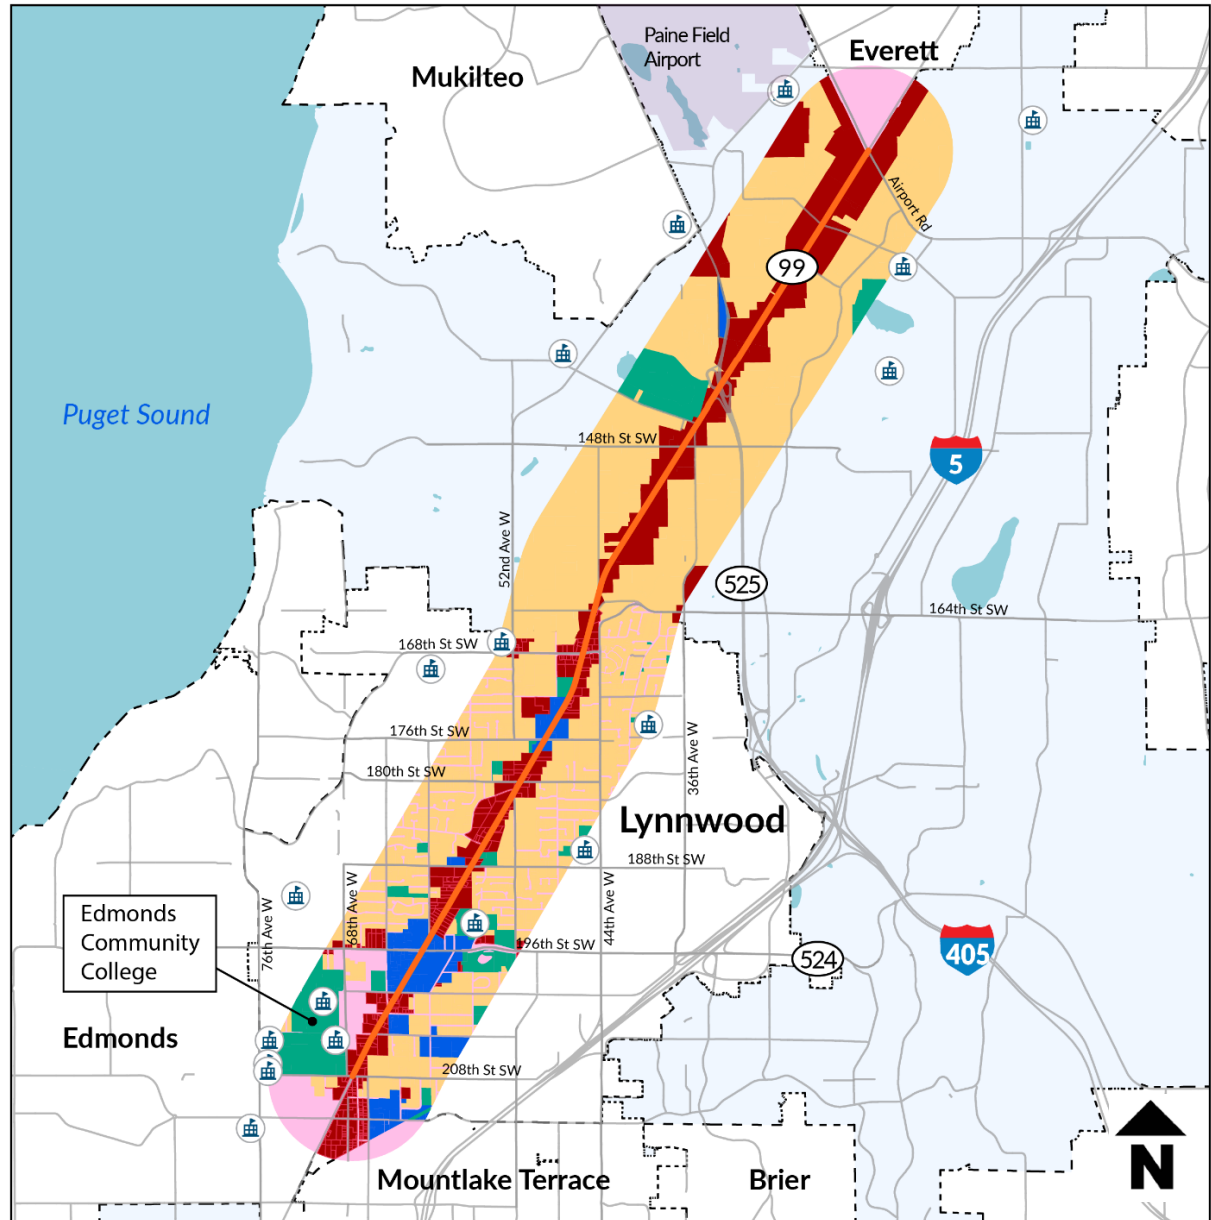 Paine Field
Airport
Everett
Mukilteo
Airport Rd
99
Puget Sound
148th St SW
5
52nd Ave W
525
164th St SW
168th St SW
176th St SW
36th Ave W
180th St SW
Lynnwood
188th St SW
68th Ave W
44th Ave W
76th Ave W
Edmonds
Community
College
196th St SW
524
405
Edmonds
208th St SW
Mountlake Terrace
Brier
N